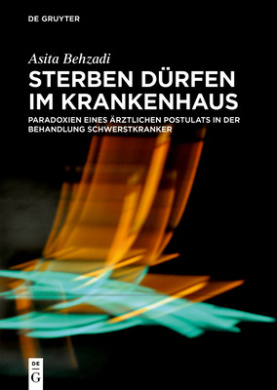 DE GRUYTER
Asita Behzadi
STERBEN DÜRFEN
IM KRANKENHAUS
PARADOXIEN EINES ÄRZTLICHEN POSTULATS IN DER
BEHANDLUNG SCHWERSTKRANKER
DE
G